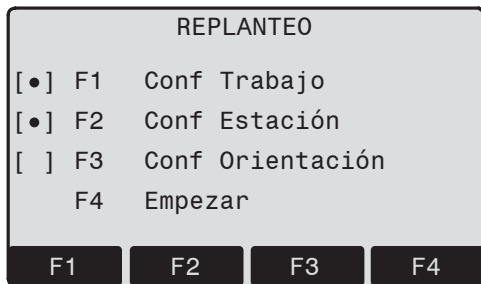 REPLANTEO
[●] F1 Conf Trabajo
[●] F2 Conf Estación
[ ] F3 Conf Orientación
F4 Empezar
F1 F2 F3 F4